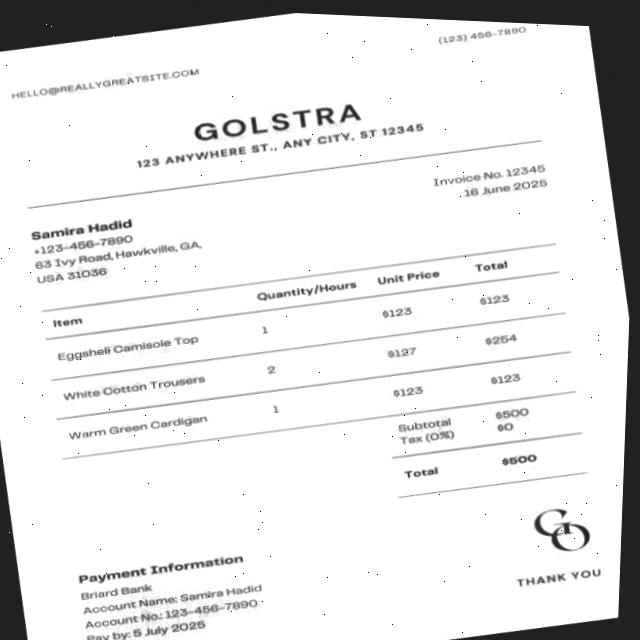 (123) 456-7890
HELLO@REALLYGREATSITE.COM
GOLSTRA
123 ANYWHERE ST., ANY CITY, ST 12345
Invoice No. 12345
16 June 2025
Samira Hadid
+123-456-7890
63 Ivy Road, Hawkville, GA,
USA 31036
Item Quantity/Hours Unit Price Total
Eggshell Camisole Top 1 $123 $123
White Cotton Trousers 2 $127 $254
Warm Green Cardigan 1 $123 $123
Subtotal $500
Tax (0%) $0
Total $500
GO
THANK YOU
Payment Information
Briard Bank
Account Name: Samira Hadid
Account No.: 123-456-7890
Pay by: 5 July 2025